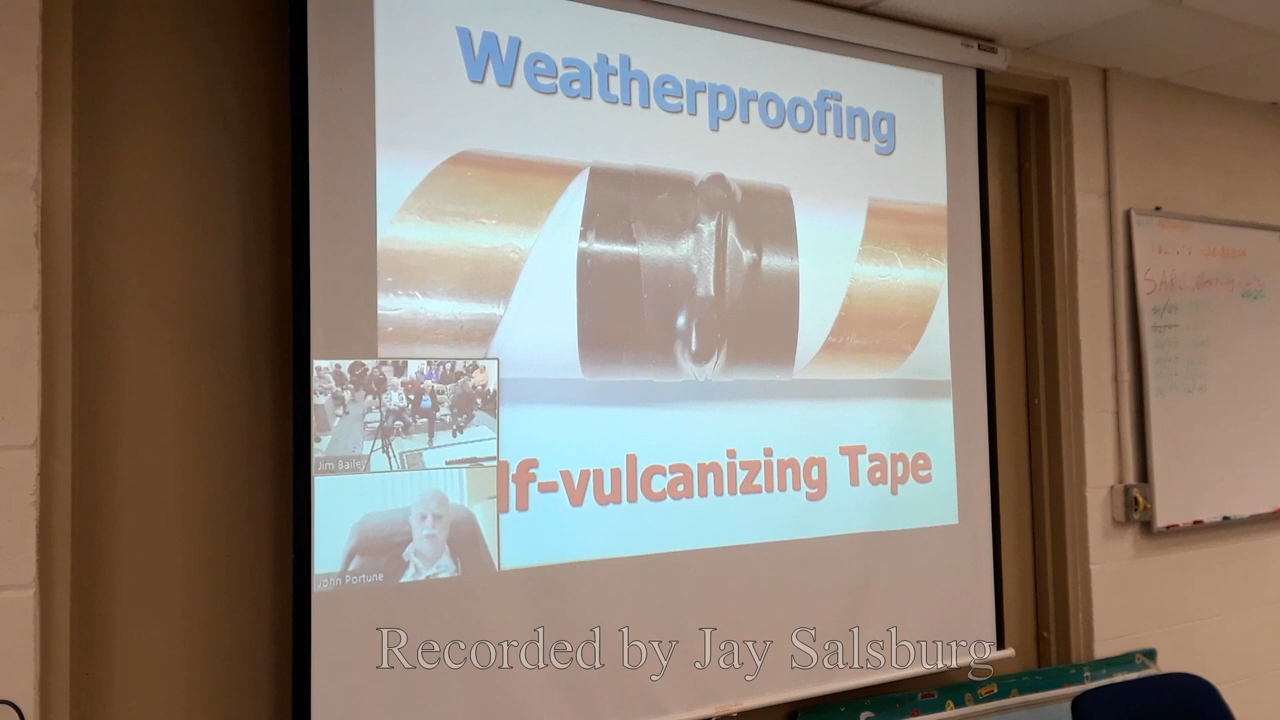 Weatherproofing
lf-vulcanizing Tape
Jim Bailey
John Portune
Recorded by Jay Salsburg